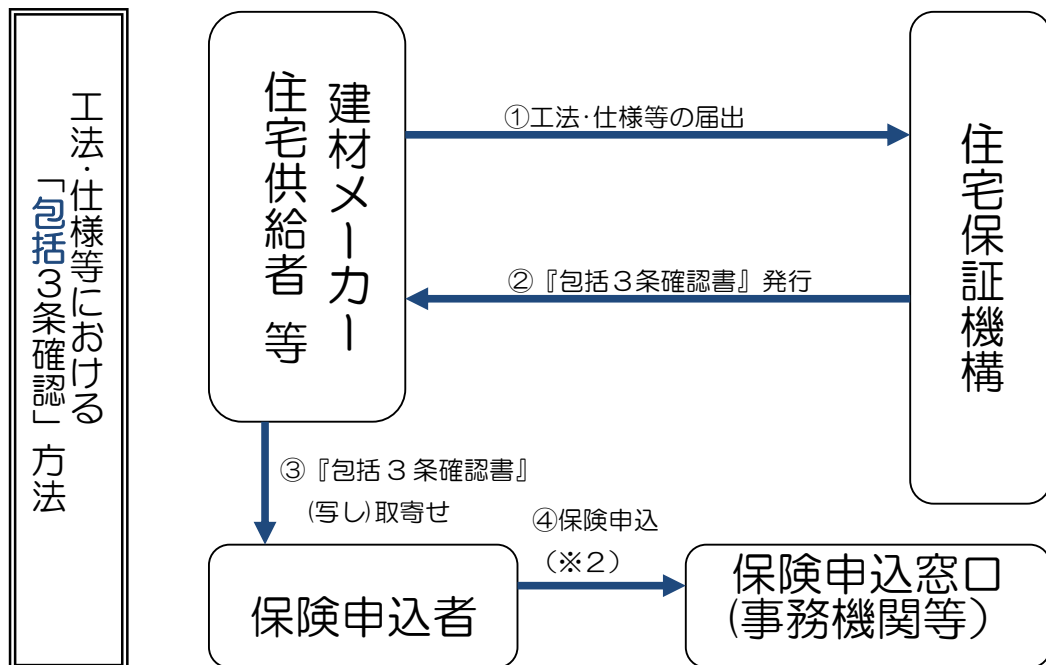 工法・仕様等における
「包括３条確認」方法
建材メーカー
住宅供給者 等
①工法･仕様等の届出
住宅保証機構
②『包括３条確認書』発行
③『包括 3 条確認書』
(写し)取寄せ
④保険申込
（※２）
保険申込者
保険申込窓口
(事務機関等）